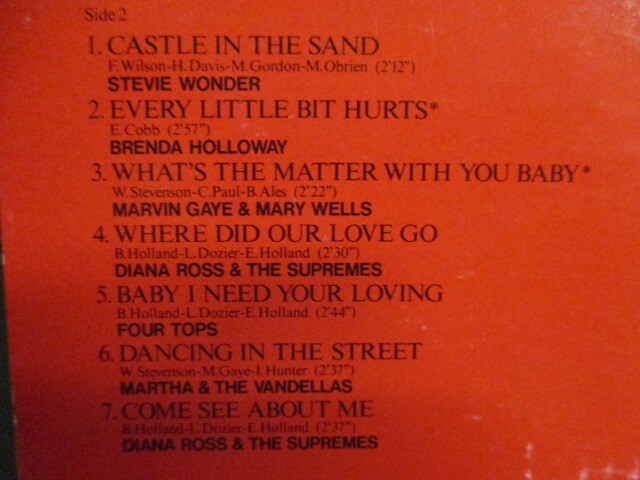 Side 2
1. CASTLE IN THE SAND
F. Wilson-H. Davis-M. Gordon-M. Obrien (2'12")
STEVIE WONDER
2. EVERY LITTLE BIT HURTS*
E. Cobb (2'57")
BRENDA HOLLOWAY
3. WHAT'S THE MATTER WITH YOU BABY*
W. Stevenson-C. Paul-B. Ales (2'22")
MARVIN GAYE & MARY WELLS
4. WHERE DID OUR LOVE GO
B. Holland-L. Dozier-E. Holland (2'30")
DIANA ROSS & THE SUPREMES
5. BABY I NEED YOUR LOVING
B. Holland-L. Dozier-E. Holland (2'44")
FOUR TOPS
6. DANCING IN THE STREET
W. Stevenson-M. Gaye-I. Hunter (2'37")
MARTHA & THE VANDELLAS
7. COME SEE ABOUT ME
B. Holland-L. Dozier-E. Holland (2'37")
DIANA ROSS & THE SUPREMES